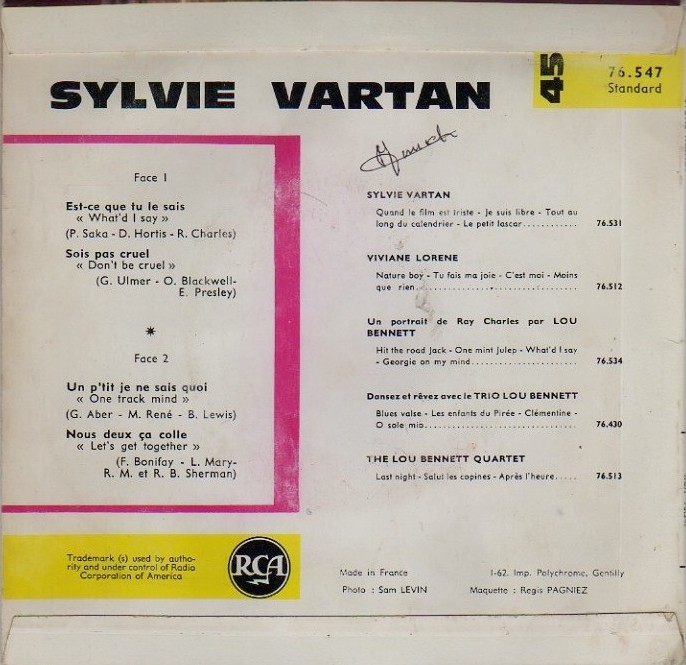 SYLVIE VARTAN
45
76.547
Standard
Face 1
Est-ce que tu le sais
« What'd I say »
(P. Saka - D. Hortis - R. Charles)
Sois pas cruel
« Don't be cruel »
(G. Ulmer - O. Blackwell-
E. Presley)
Face 2
Un p'tit je ne sais quoi
« One track mind »
(G. Aber - M. René - B. Lewis)
Nous deux ça colle
« Let's get together »
(F. Bonifay - L. Mary-
R. M. et R. B. Sherman)
SYLVIE VARTAN
Quand le film est triste - Je suis libre - Tout au
long du calendrier - Le petit lascar............ 76.531
VIVIANE LORENE
Nature boy - Tu fais ma joie - C'est moi - Moins
que rien.................................... 76.512
Un portrait de Ray Charles par LOU
BENNETT
Hit the road Jack - One mint Julep - What'd I say
- Georgie on my mind....................... 76.534
Dansez et rêvez avec le TRIO LOU BENNETT
Blues valse - Les enfants du Pirée - Clémentine -
O sole mio.................................. 76.430
THE LOU BENNETT QUARTET
Last night - Salut les copines - Après l'heure..... 76.513
Trademark (s) used by autho-
rity and under control of Radio
Corporation of America
RCA
Made in France
1-62. Imp. Polychrome, Gentilly
Photo : Sam LEVIN
Maquette : Regis PAGNIEZ